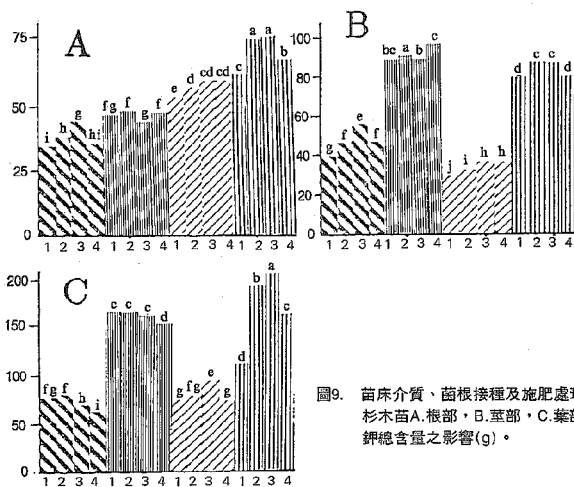 A
75
50
25
0
i h g hi fg f g f e d cd cd c a a b
1 2 3 4 1 2 3 4 1 2 3 4 1 2 3 4
B
100
80
60
40
20
0
g f e f bc a b c j i h h d c c d
1 2 3 4 1 2 3 4 1 2 3 4 1 2 3 4
C
200
150
100
50
0
fg f h i c c c d g fg e g d b a c
1 2 3 4 1 2 3 4 1 2 3 4 1 2 3 4
圖9. 苗床介質、菌根接種及施肥處理
杉木苗A.根部,B.莖部,C.葉部
鉀總含量之影響(g)。